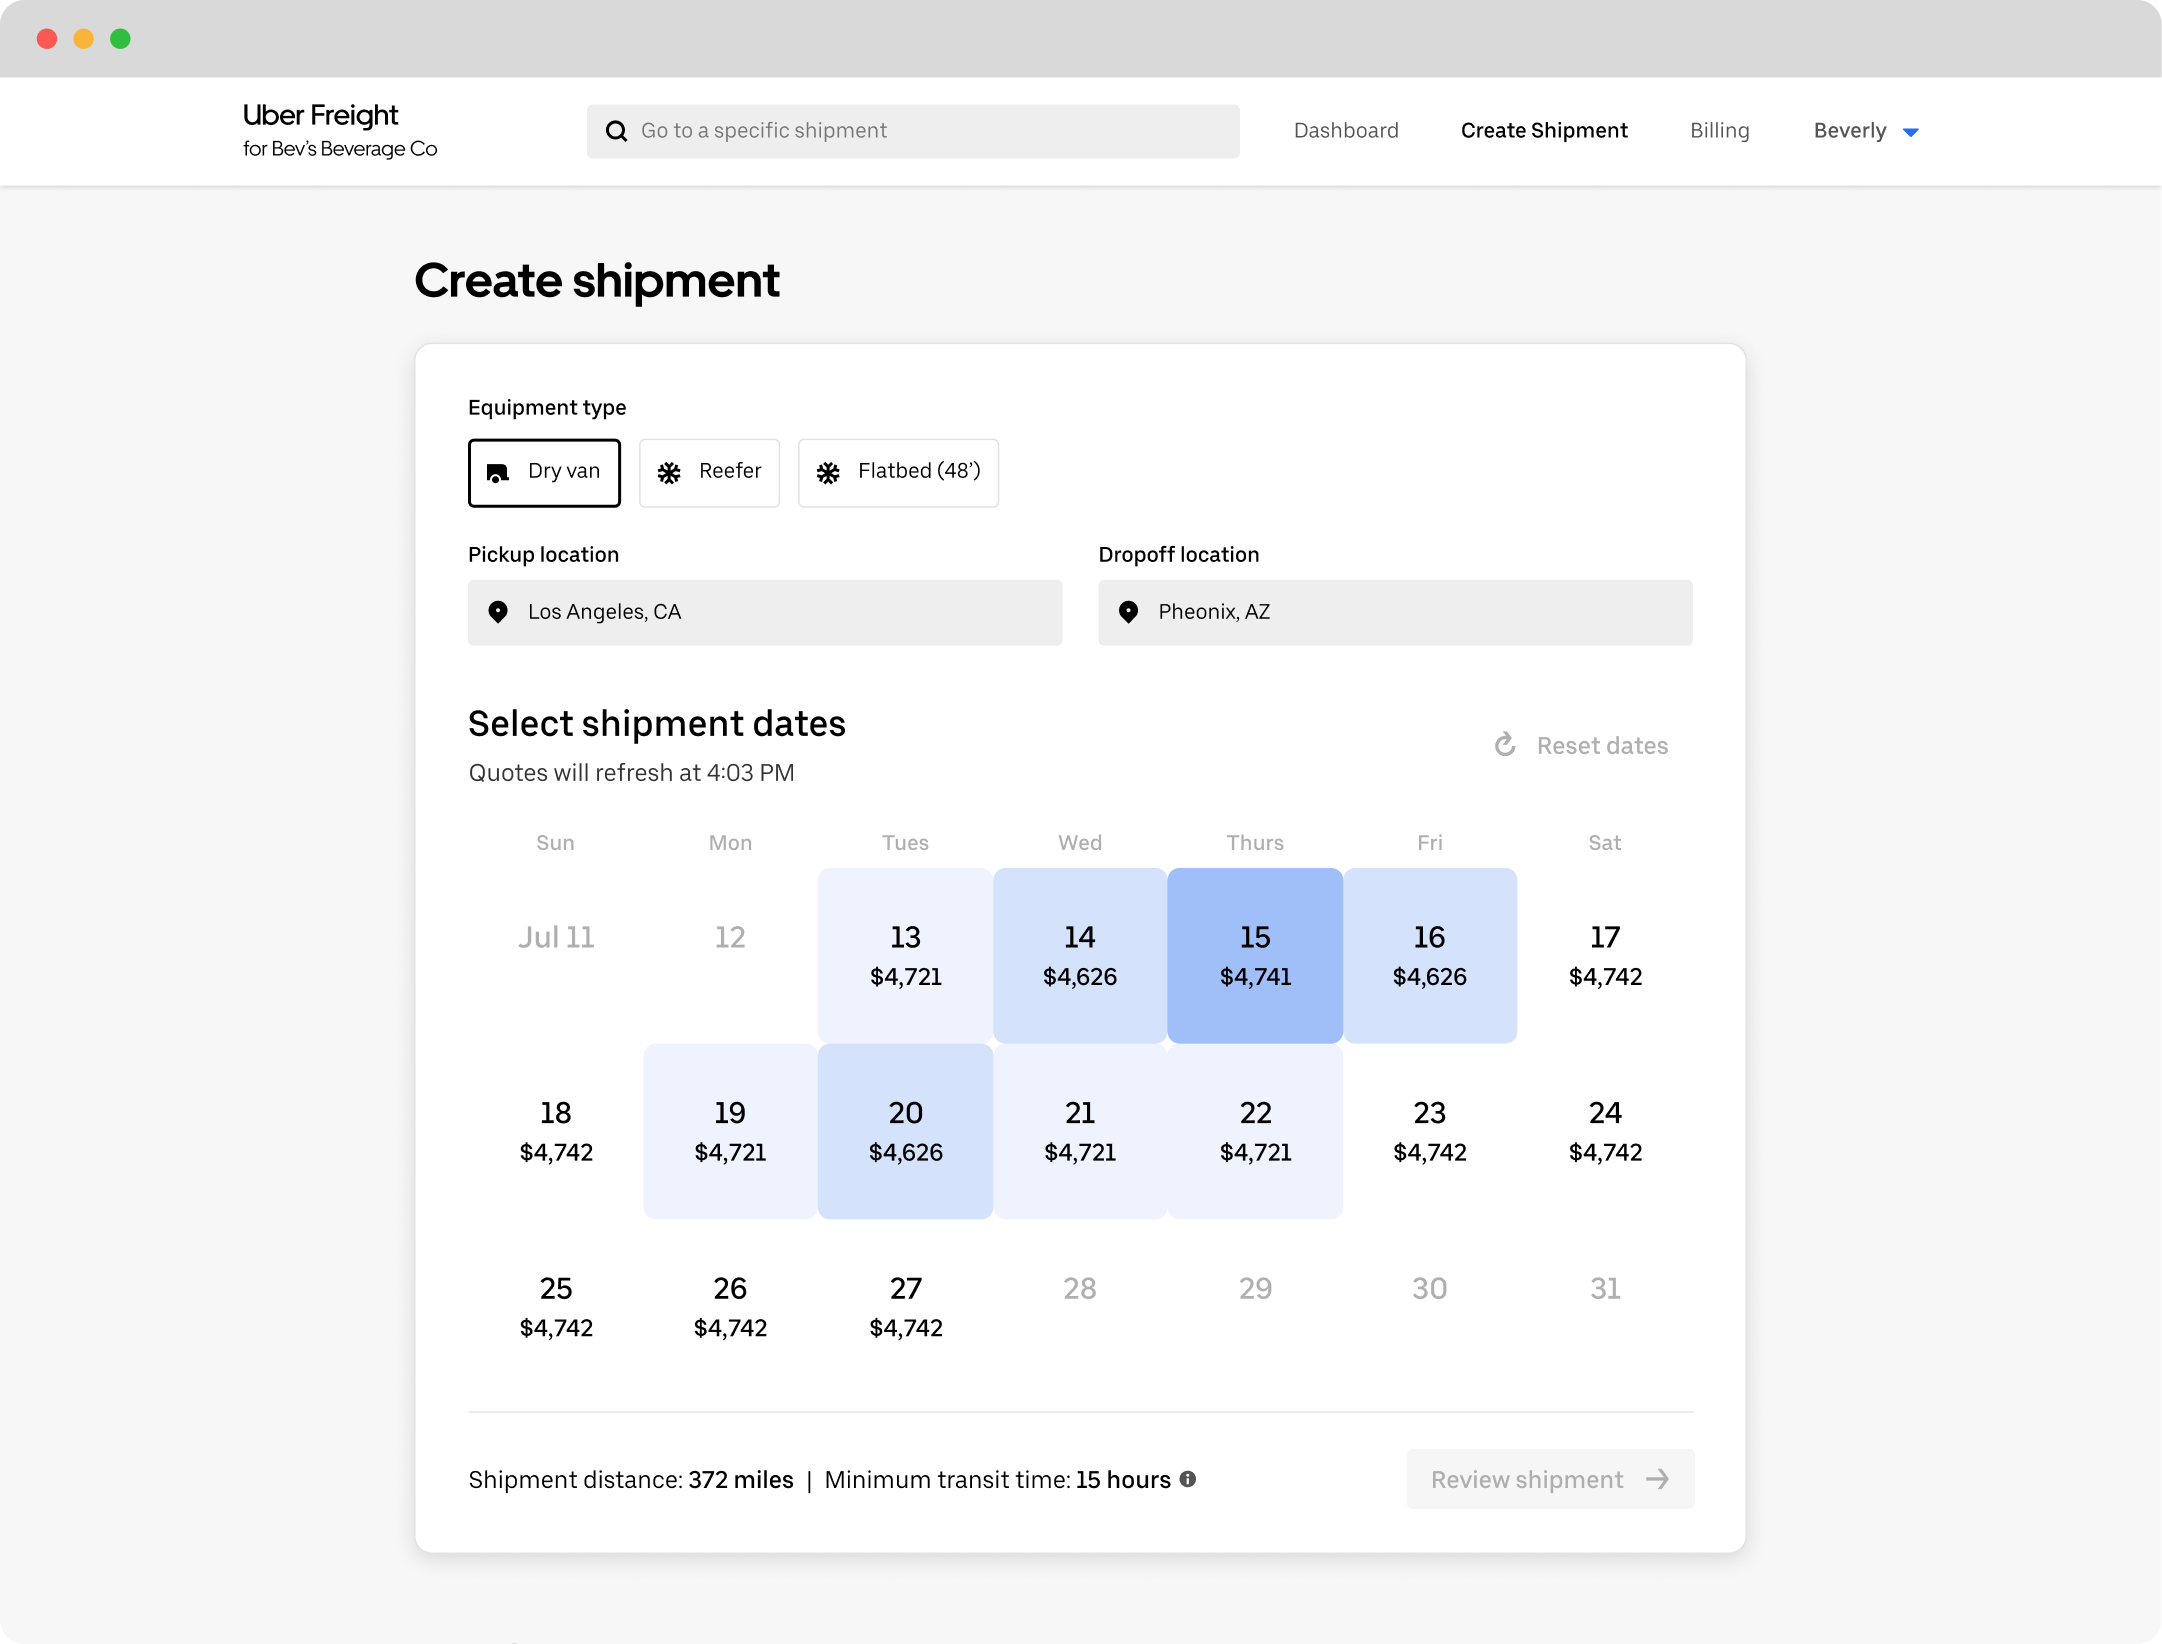 Uber Freight
for Bev's Beverage Co
Go to a specific shipment
Dashboard
Create Shipment
Billing
Beverly
Create shipment
Equipment type
Dry van
Reefer
Flatbed (48’)
Pickup location
Dropoff location
Los Angeles, CA
Pheonix, AZ
Select shipment dates
Quotes will refresh at 4:03 PM
Reset dates
Sun Mon Tues Wed Thurs Fri Sat
Jul 11 12 13 14 15 16 17
$4,721 $4,626 $4,741 $4,626 $4,742
18 19 20 21 22 23 24
$4,742 $4,721 $4,626 $4,721 $4,721 $4,742 $4,742
25 26 27 28 29 30 31
$4,742 $4,742 $4,742
Shipment distance: 372 miles | Minimum transit time: 15 hours
Review shipment